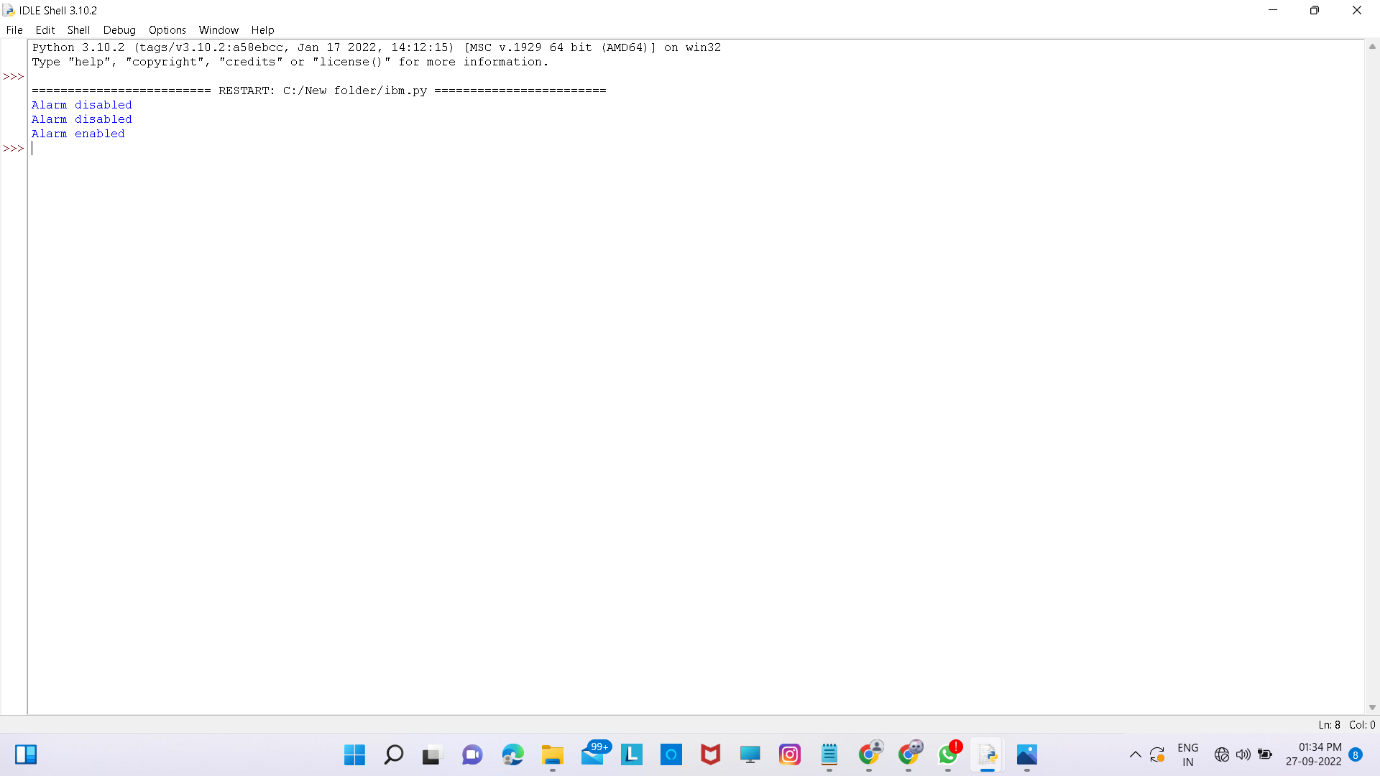 IDLE Shell 3.10.2
File Edit Shell Debug Options Window Help
Python 3.10.2 (tags/v3.10.2:a58ebcc, Jan 17 2022, 14:12:15) [MSC v.1929 64 bit (AMD64)] on win32
Type "help", "copyright", "credits" or "license()" for more information.
>>>
========================= RESTART: C:/New folder/ibm.py ========================
Alarm disabled
Alarm disabled
Alarm enabled
>>>
Ln: 8 Col: 0
99+
L
ENG
IN
01:34 PM
27-09-2022
8